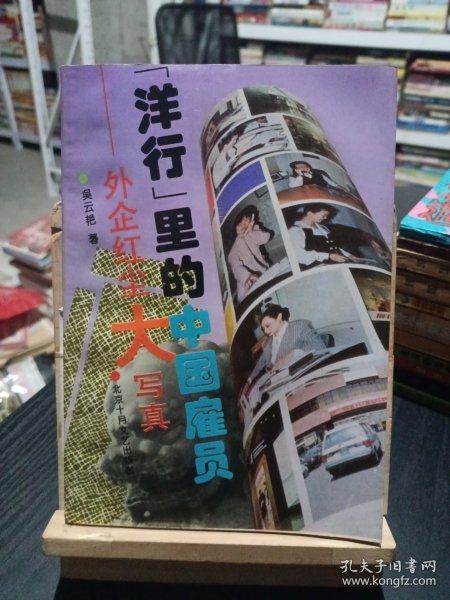 「洋行」里的中国雇员
外企红尘大写真
吴云艳 著
北京十月文艺出版社
孔夫子旧书网
www.kongfz.com